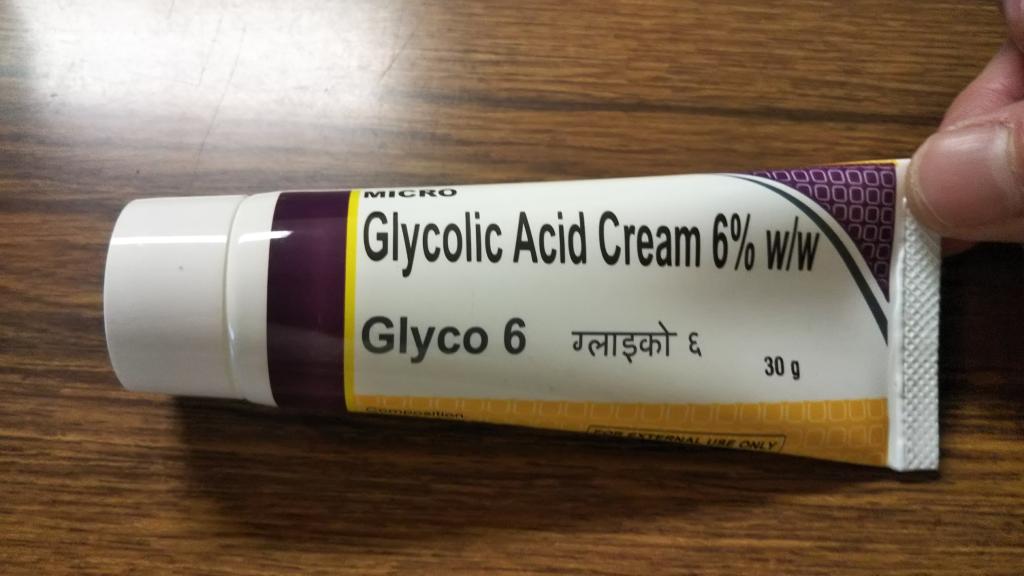 MICRO
Glycolic Acid Cream 6% w/w
Glyco 6 ग्लाइको ६
30 g
Composition
FOR EXTERNAL USE ONLY